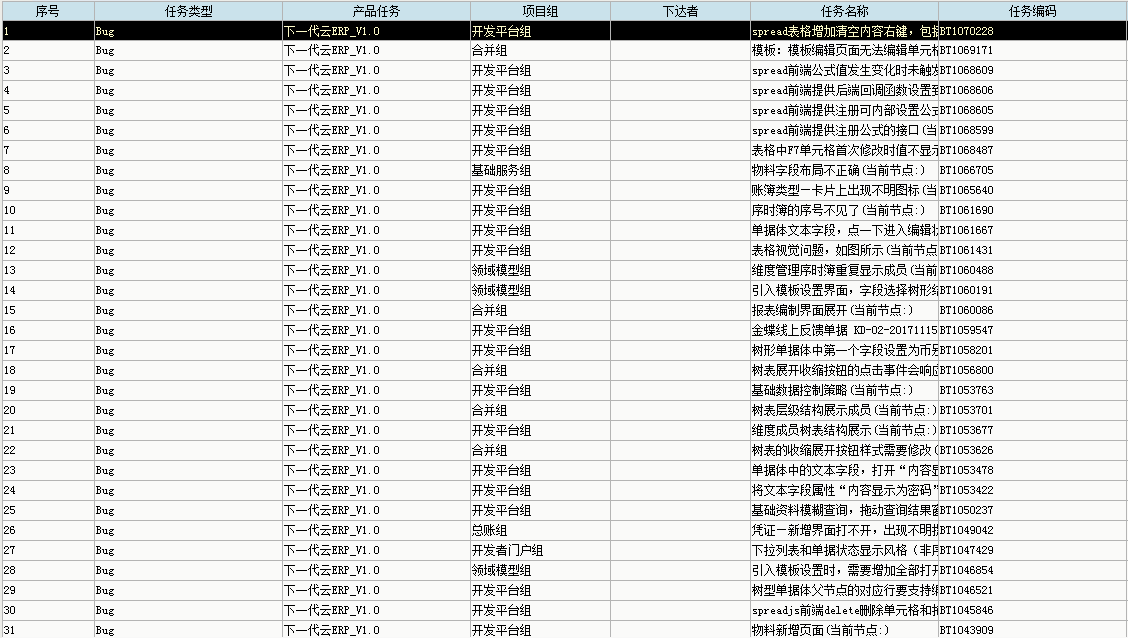 序号 任务类型 产品任务 项目组 下达者 任务名称 任务编码
1 Bug 下一代云ERP_V1.0 开发平台组 spread表格增加清空内容右键，包括 BT1070228
2 Bug 下一代云ERP_V1.0 合并组 模板：模板编辑页面无法编辑单元格 BT1069171
3 Bug 下一代云ERP_V1.0 开发平台组 spread前端公式值发生变化时未触发 BT1068609
4 Bug 下一代云ERP_V1.0 开发平台组 spread前端提供后端回调函数设置到 BT1068606
5 Bug 下一代云ERP_V1.0 开发平台组 spread前端提供注册可内部设置公式 BT1068605
6 Bug 下一代云ERP_V1.0 开发平台组 spread前端提供注册公式的接口(当 BT1068599
7 Bug 下一代云ERP_V1.0 开发平台组 表格中F7单元格首次修改时值不显示 BT1068487
8 Bug 下一代云ERP_V1.0 基础服务组 物料字段布局不正确(当前节点:) BT1066705
9 Bug 下一代云ERP_V1.0 开发平台组 账簿类型—卡片上出现不明图标(当 BT1065640
10 Bug 下一代云ERP_V1.0 开发平台组 序时簿的序号不见了(当前节点:) BT1061690
11 Bug 下一代云ERP_V1.0 开发平台组 单据体文本字段，点一下进入编辑状 BT1061667
12 Bug 下一代云ERP_V1.0 开发平台组 表格视觉问题，如图所示(当前节点 BT1061431
13 Bug 下一代云ERP_V1.0 领域模型组 维度管理序时簿重复显示成员(当前 BT1060488
14 Bug 下一代云ERP_V1.0 领域模型组 引入模板设置界面，字段选择树形结 BT1060191
15 Bug 下一代云ERP_V1.0 合并组 报表编制界面展开(当前节点:) BT1060086
16 Bug 下一代云ERP_V1.0 开发平台组 金蝶线上反馈单据 KD-02-20171115 BT1059547
17 Bug 下一代云ERP_V1.0 开发平台组 树形单据体中第一个字段设置为币别 BT1058201
18 Bug 下一代云ERP_V1.0 合并组 树表展开收缩按钮的点击事件会响应 BT1056800
19 Bug 下一代云ERP_V1.0 开发平台组 基础数据控制策略(当前节点:) BT1053763
20 Bug 下一代云ERP_V1.0 合并组 树表层级结构展示成员(当前节点:) BT1053701
21 Bug 下一代云ERP_V1.0 开发平台组 维度成员树表结构展示(当前节点:) BT1053677
22 Bug 下一代云ERP_V1.0 合并组 树表的收缩展开按钮样式需要修改( BT1053626
23 Bug 下一代云ERP_V1.0 开发平台组 单据体中的文本字段，打开“内容显 BT1053478
24 Bug 下一代云ERP_V1.0 开发平台组 将文本字段属性“内容显示为密码” BT1053422
25 Bug 下一代云ERP_V1.0 开发平台组 基础资料模糊查询，拖动查询结果窗 BT1050237
26 Bug 下一代云ERP_V1.0 总账组 凭证—新增界面打不开，出现不明提 BT1049042
27 Bug 下一代云ERP_V1.0 开发者门户组 下拉列表和单据状态显示风格（非同 BT1047429
28 Bug 下一代云ERP_V1.0 领域模型组 引入模板设置时，需要增加全部打开 BT1046854
29 Bug 下一代云ERP_V1.0 开发平台组 树型单据体父节点的对应行要支持编 BT1046521
30 Bug 下一代云ERP_V1.0 开发平台组 spreadjs前端delete删除单元格和 BT1045846
31 Bug 下一代云ERP_V1.0 开发平台组 物料新增页面(当前节点:) BT1043909